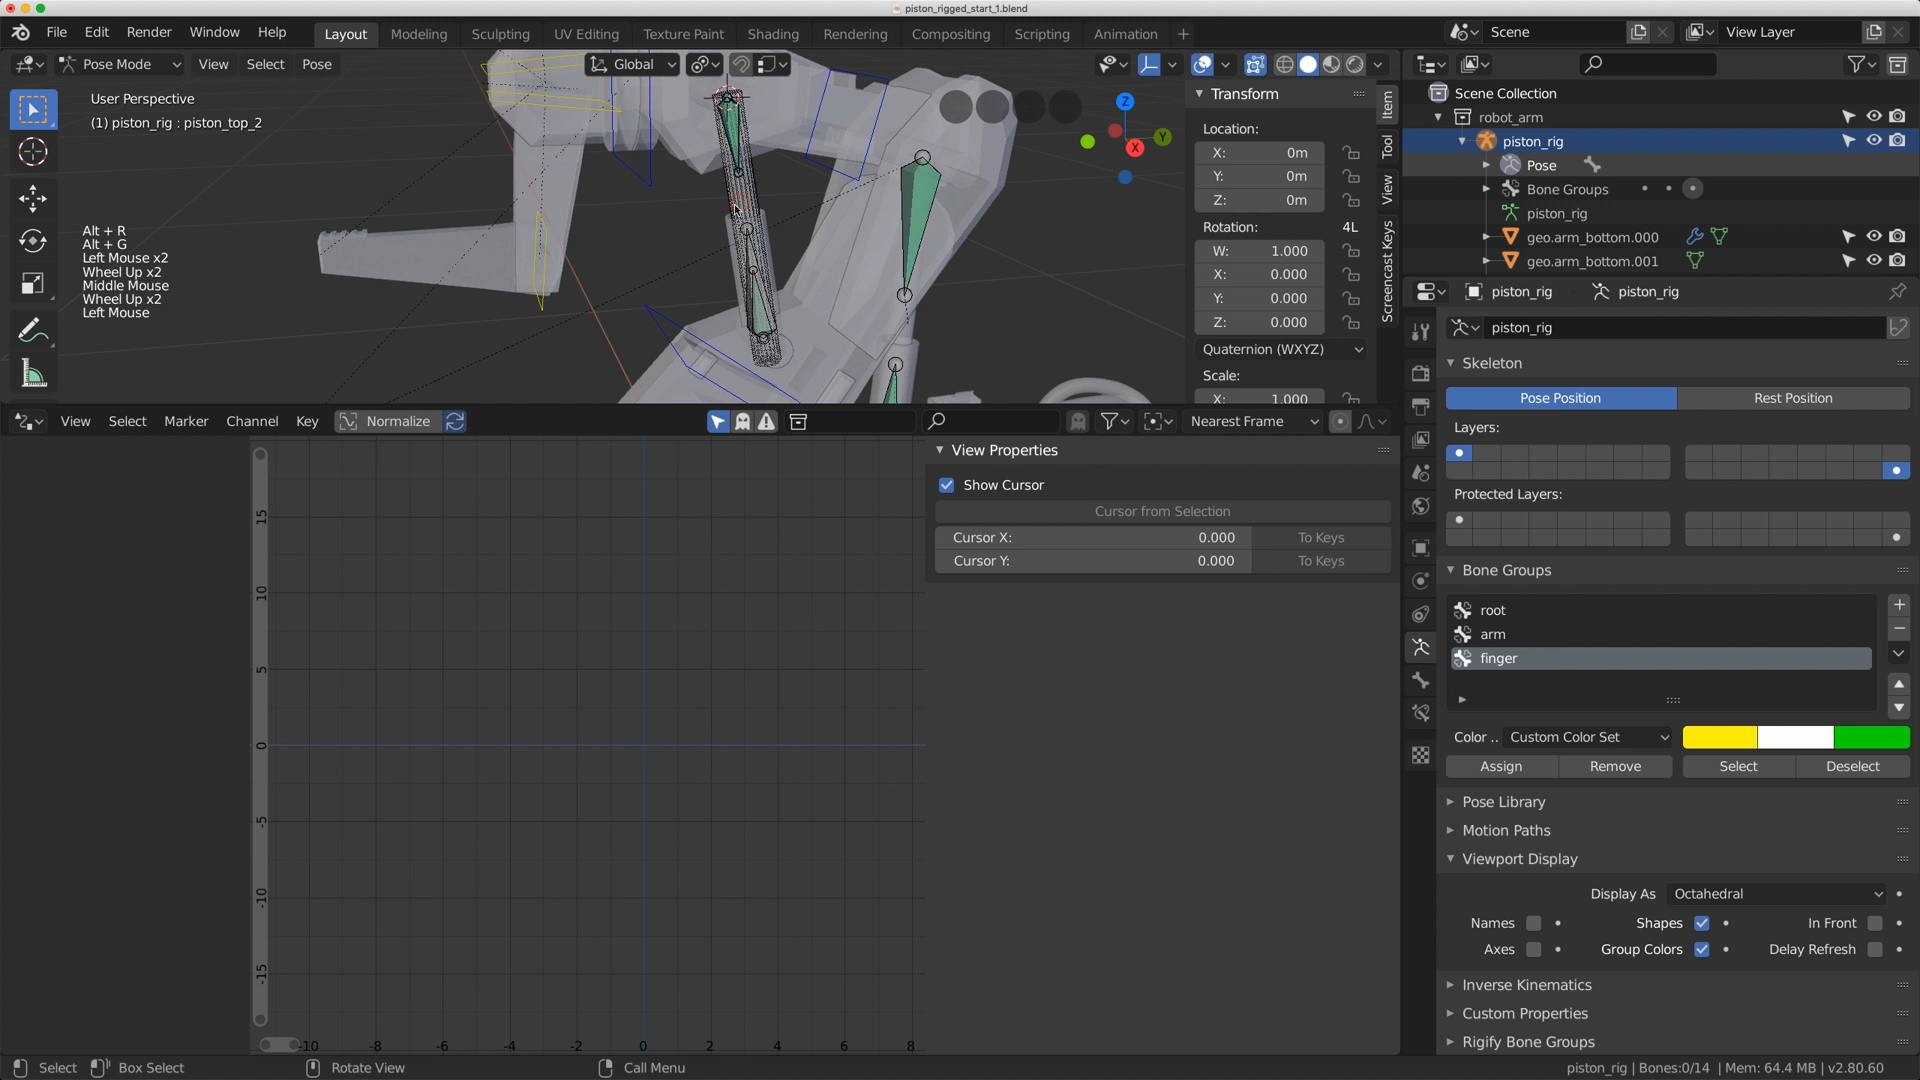 piston_rigged_start_1.blend
File Edit Render Window Help
Layout Modeling Sculpting UV Editing Texture Paint Shading Animation Rendering Compositing Scripting Animation +
Scene View Layer
Pose Mode View Select Pose Global
User Perspective
(1) piston_rig : piston_top_2
Alt + R
Alt + G
Left Mouse x2
Wheel Up x2
Middle Mouse
Wheel Up x2
Left Mouse
Z
Y
X
Transform
Location:
X: 0m
Y: 0m
Z: 0m
Rotation: 4L
W: 1.000
X: 0.000
Y: 0.000
Z: 0.000
Quaternion (WXYZ)
Scale:
X: 1.000
Item
Tool
View
Screencast Keys
Scene Collection
robot_arm
piston_rig
Pose
Bone Groups
piston_rig
geo.arm_bottom.000
geo.arm_bottom.001
piston_rig piston_rig
piston_rig
Skeleton
Pose Position Rest Position
Layers:
Protected Layers:
Bone Groups
root
arm
finger
Color .. Custom Color Set
Assign Remove Select Deselect
Pose Library
Motion Paths
Viewport Display
Display As Octahedral
Names Shapes In Front
Axes Group Colors Delay Refresh
Inverse Kinematics
Custom Properties
Rigify Bone Groups
View Select Marker Channel Key Normalize Nearest Frame
View Properties
Show Cursor
Cursor from Selection
Cursor X: 0.000 To Keys
Cursor Y: 0.000 To Keys
15
10
5
0
-5
-10
-15
-10 -8 -6 -4 -2 0 2 4 6 8
Select Box Select Rotate View Call Menu
piston_rig | Bones:0/14 | Mem: 64.4 MB | v2.80.60